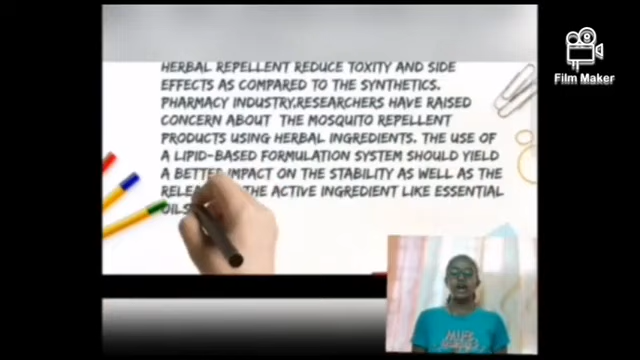 HERBAL REPELLENT REDUCE TOXITY AND SIDE
EFFECTS AS COMPARED TO THE SYNTHETICS.
PHARMACY INDUSTRY,RESEARCHERS HAVE RAISED
CONCERN ABOUT THE MOSQUITO REPELLENT
PRODUCTS USING HERBAL INGREDIENTS. THE USE OF
A LIPID-BASED FORMULATION SYSTEM SHOULD YIELD
A BETTER IMPACT ON THE STABILITY AS WELL AS THE
THE ACTIVE INGREDIENT LIKE ESSENTIAL
OILS
Film Maker